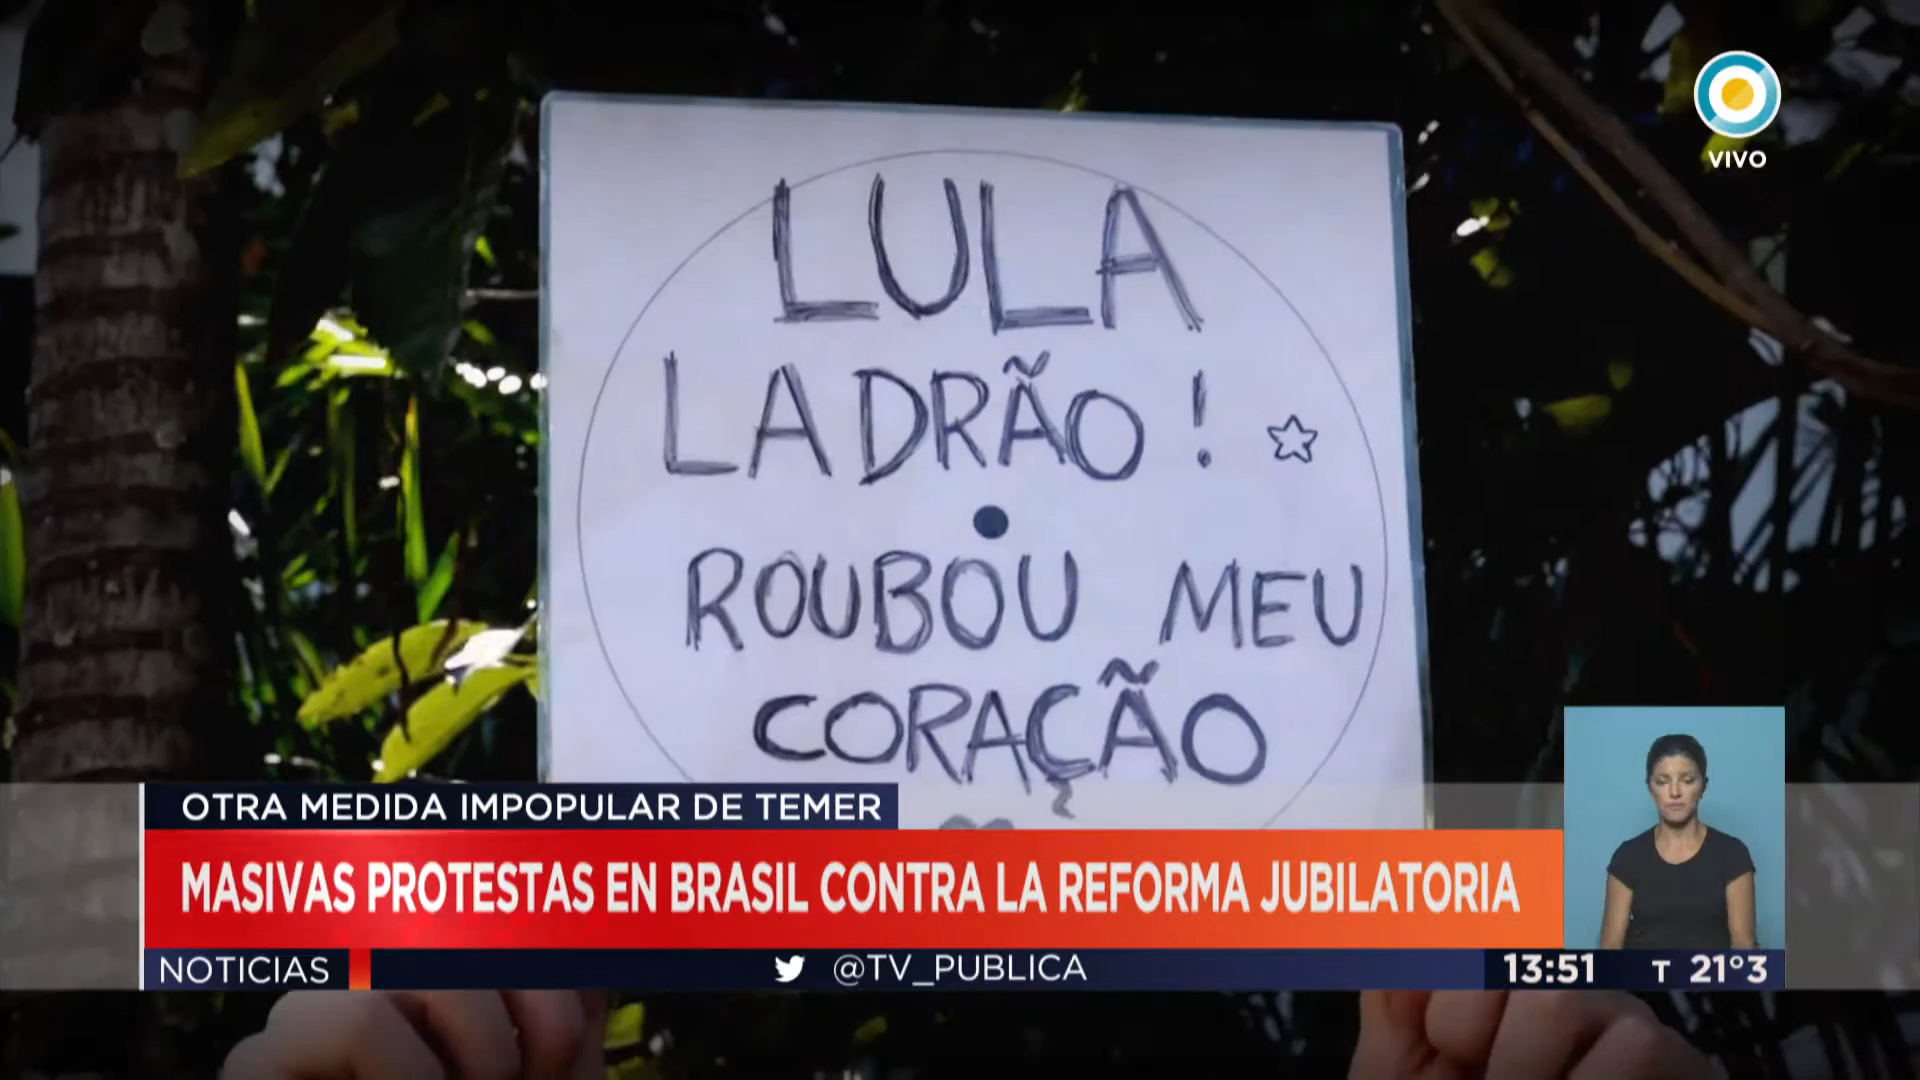 VIVO
LULA
LADRÃO!
ROUBOU MEU
CORAÇÃO
OTRA MEDIDA IMPOPULAR DE TEMER
MASIVAS PROTESTAS EN BRASIL CONTRA LA REFORMA JUBILATORIA
NOTICIAS @TV_PUBLICA 13:51 T 21°3